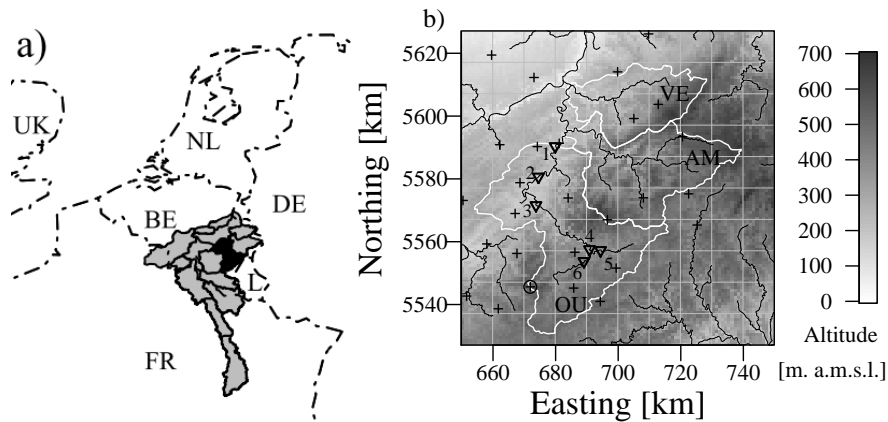 a)
UK
NL
DE
BE
L
FR
b)
Northing [km]
5620
5600
5580
5560
5540
VE
AM
OU
1
2
3
4
5
6
660 680 700 720 740
Easting [km]
700
600
500
400
300
200
100
0
Altitude
[m. a.m.s.l.]